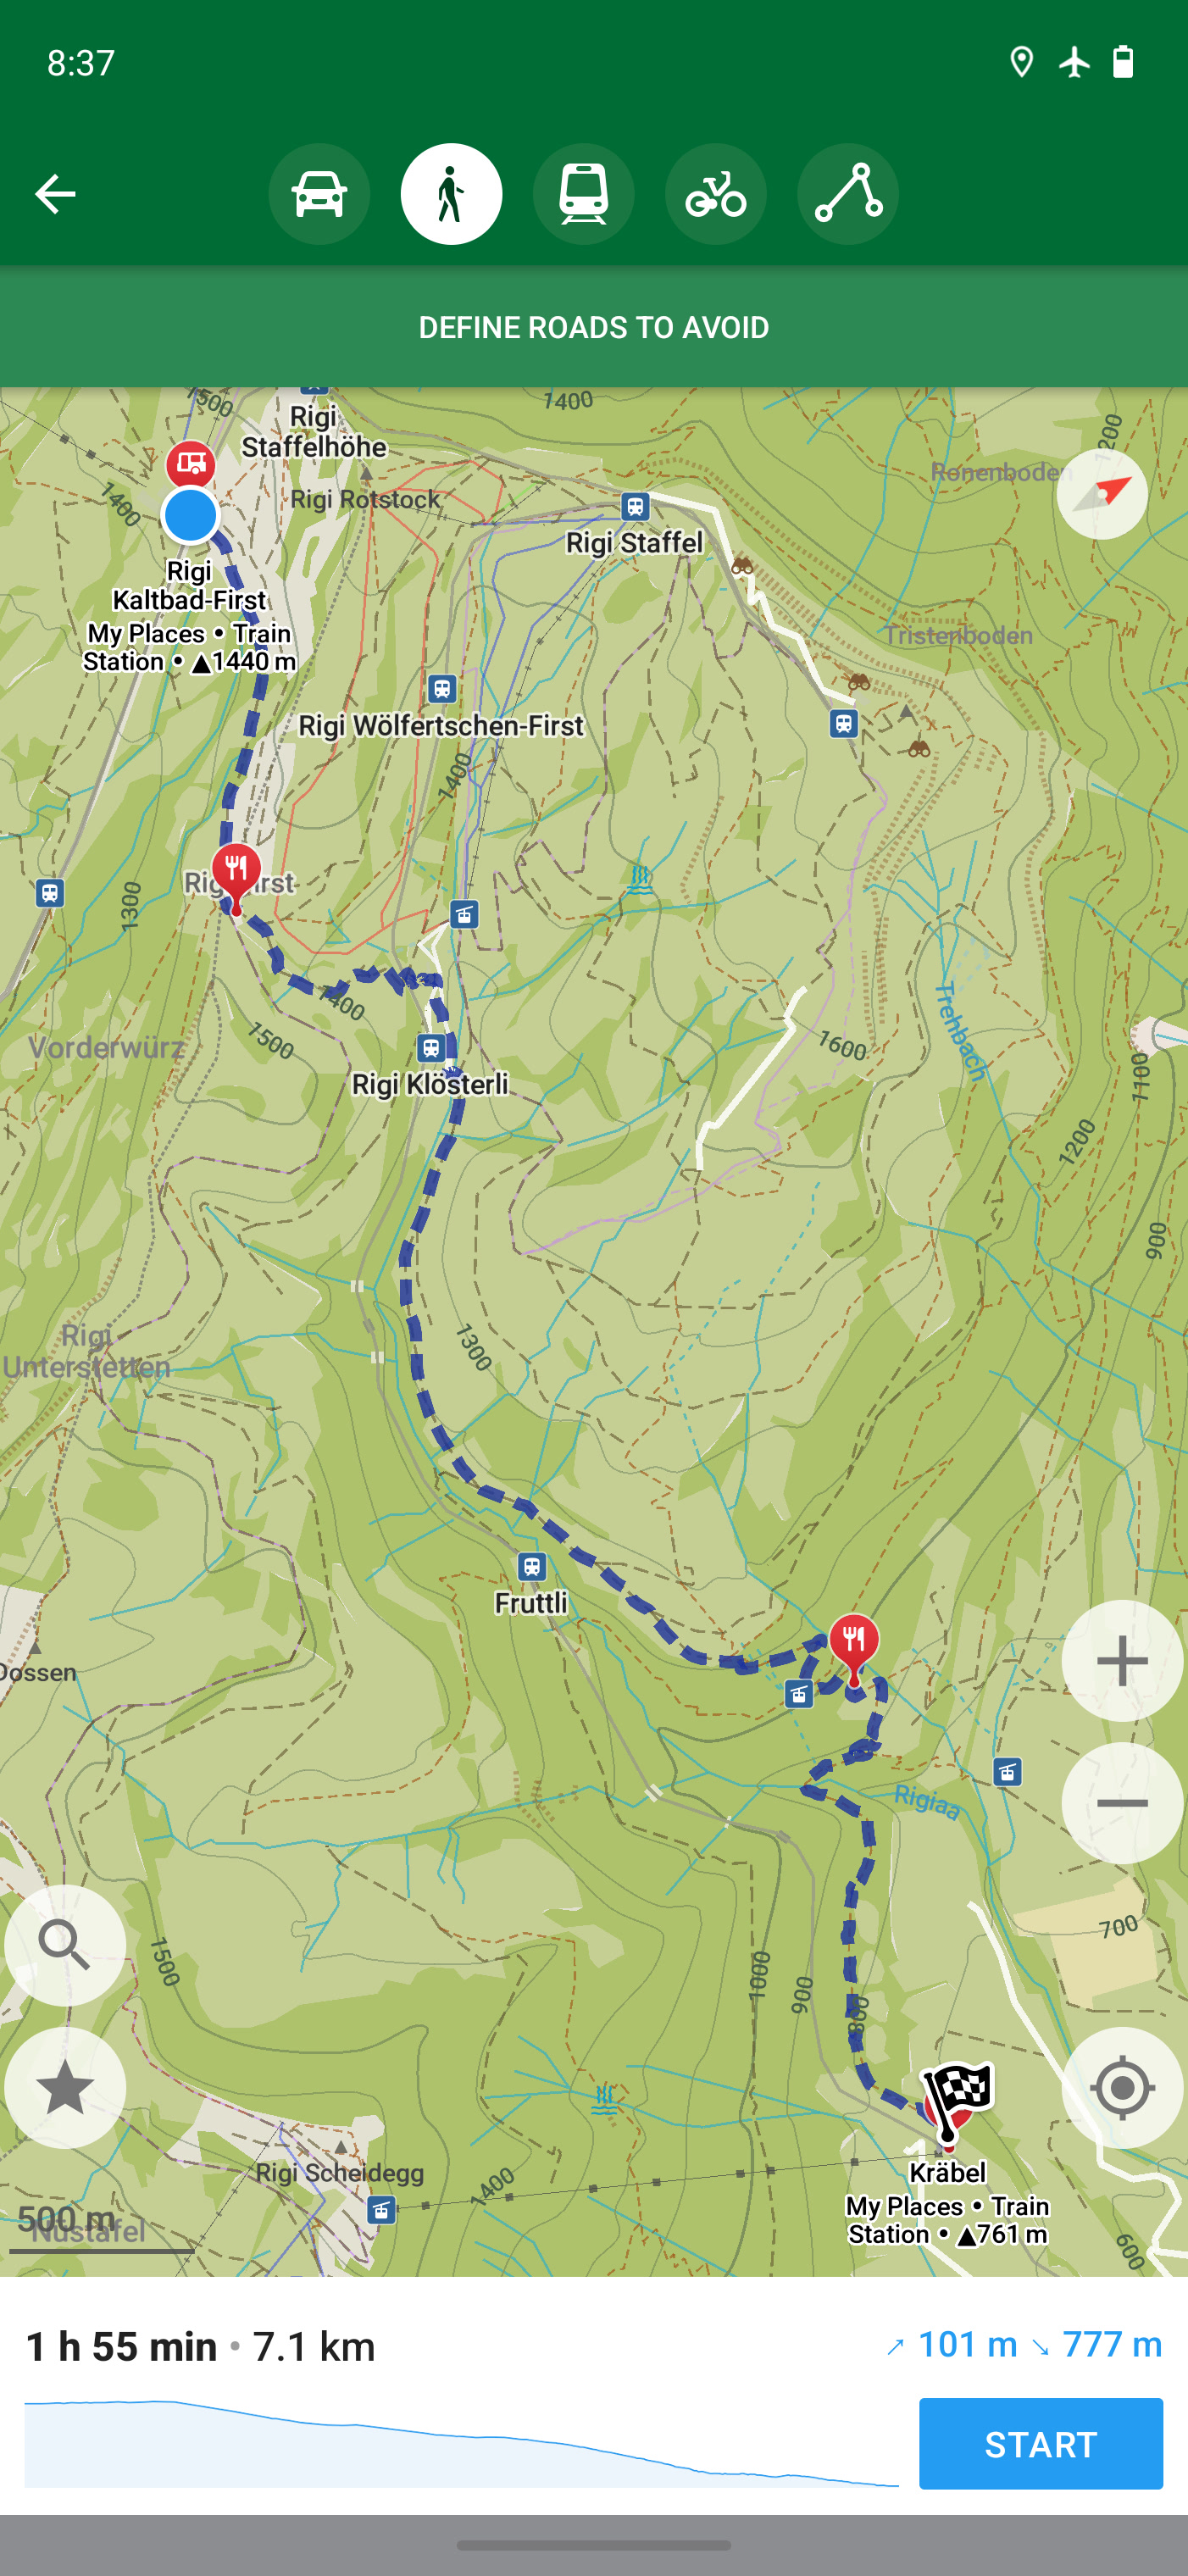 8:37
DEFINE ROADS TO AVOID
1500
1400
Rigi
Staffelhöhe
1200
Ronenboden
1400
Rigi Rotstock
Rigi Staffel
Rigi
Kaltbad-First
My Places • Train
Station • ▲1440 m
Tristenboden
Rigi Wölfertschen-First
1400
1300
1400
Vorderwürz
1500
Trehbach
1600
Rigi Klösterli
1100
1200
900
Rigi
Unterstetten
1300
Fruttli
Dossen
Rigiaa
700
1500
1000
900
800
Kräbel
My Places • Train
Station • ▲761 m
Rigi Scheidegg
1400
500 m
600
1 h 55 min • 7.1 km
↗ 101 m ↘ 777 m
START